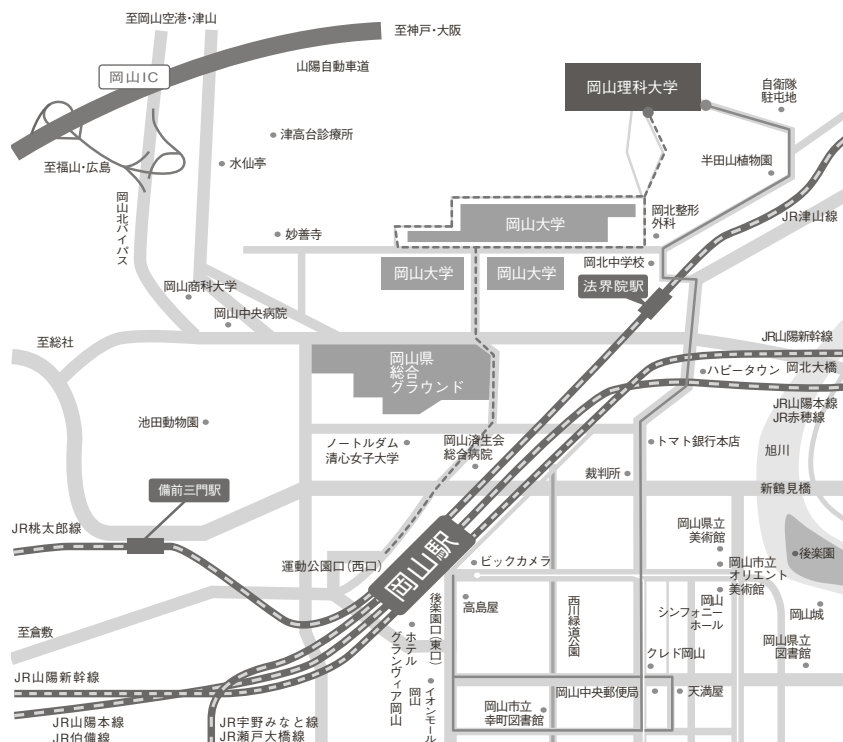 至岡山空港・津山
至神戸・大阪
山陽自動車道
岡山IC
岡山理科大学
自衛隊
駐屯地
津高台診療所
水仙亭
至福山・広島
半田山植物園
岡山北バイパス
岡山大学
岡北整形
外科
JR津山線
妙善寺
岡北中学校
岡山大学
岡山大学
法界院駅
岡山商科大学
岡山中央病院
至総社
JR山陽新幹線
岡山県
総合
グラウンド
ハピータウン
岡北大橋
JR山陽本線
JR赤穂線
池田動物園
ノートルダム
清心女子大学
岡山済生会
総合病院
トマト銀行本店
旭川
裁判所
備前三門駅
新鶴見橋
JR桃太郎線
岡山県立
美術館
岡山駅
後楽園
運動公園口(西口)
ビックカメラ
岡山市立
オリエント
美術館
後楽園口(東口)
高島屋
西川緑道公園
岡山
シンフォニー
ホール
岡山城
至倉敷
ホテル
グランヴィア岡山
クレド岡山
岡山県立
図書館
JR山陽新幹線
イオンモール
岡山
岡山中央郵便局
天満屋
岡山市立
幸町図書館
JR山陽本線
JR伯備線
JR宇野みなと線
JR瀬戸大橋線